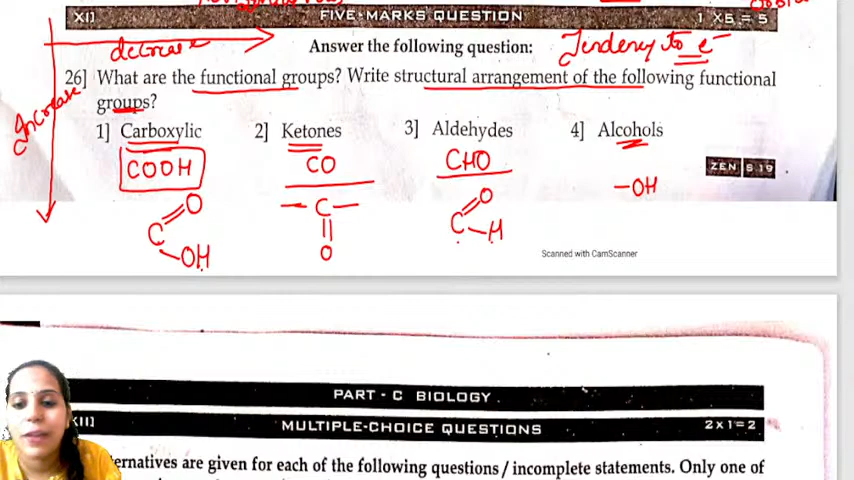 XI]
FIVE-MARKS QUESTION
1 X5 = 5
decrease
Answer the following question:
Tendency to e-
26] What are the functional groups? Write structural arrangement of the following functional
groups?
Increase
1] Carboxylic
2] Ketones
3] Aldehydes
4] Alcohols
COOH
CO
CHO
-OH
ZEN S 19
C=O
-OH
- C -
||
O
C=O
-H
Scanned with CamScanner
PART - C BIOLOGY
XII]
MULTIPLE-CHOICE QUESTIONS
2 x 1 = 2
ernatives are given for each of the following questions / incomplete statements. Only one of